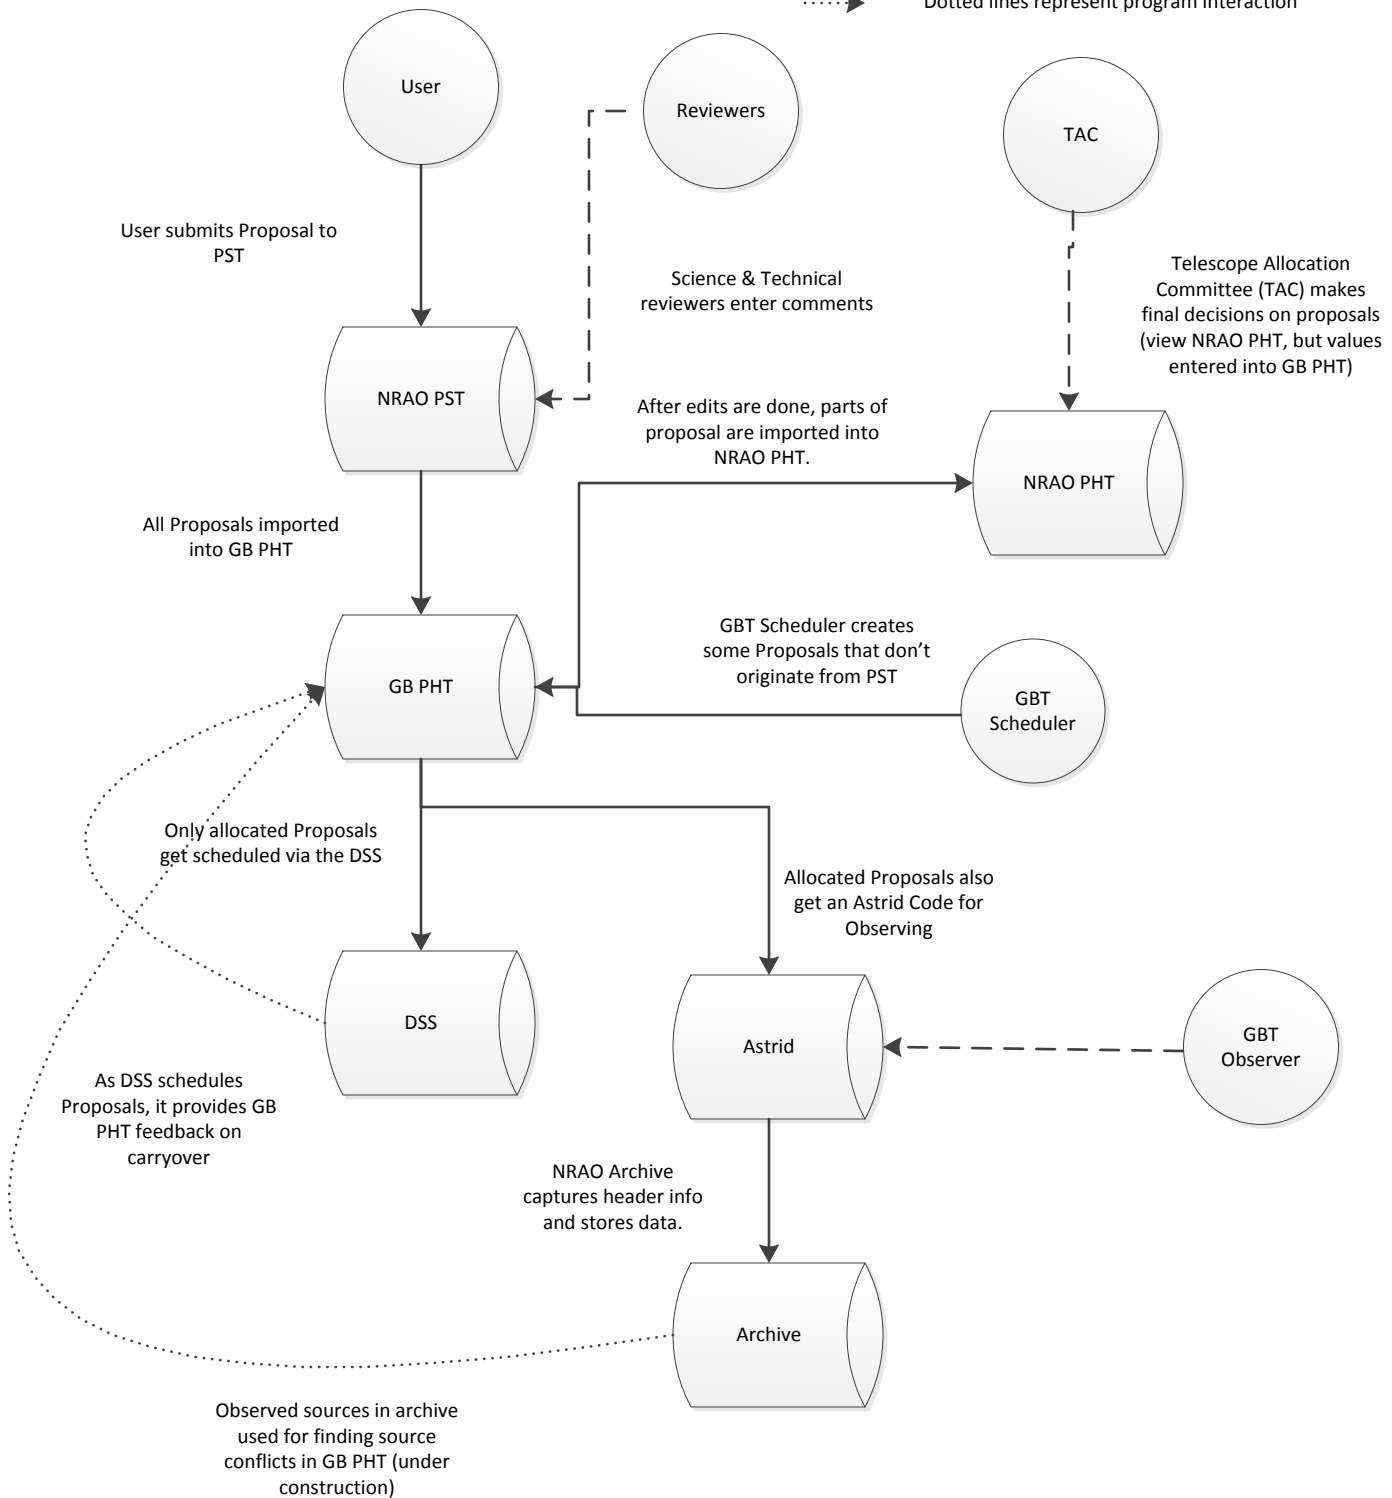 Dotted lines represent program interaction
User
Reviewers
TAC
User submits Proposal to
PST
Science & Technical
reviewers enter comments
Telescope Allocation
Committee (TAC) makes
final decisions on proposals
(view NRAO PHT, but values
entered into GB PHT)
NRAO PST
After edits are done, parts of
proposal are imported into
NRAO PHT.
NRAO PHT
All Proposals imported
into GB PHT
GBT Scheduler creates
some Proposals that don't
originate from PST
GB PHT
GBT
Scheduler
Only allocated Proposals
get scheduled via the DSS
Allocated Proposals also
get an Astrid Code for
Observing
DSS
Astrid
GBT
Observer
As DSS schedules
Proposals, it provides GB
PHT feedback on
carryover
NRAO Archive
captures header info
and stores data.
Archive
Observed sources in archive
used for finding source
conflicts in GB PHT (under
construction)